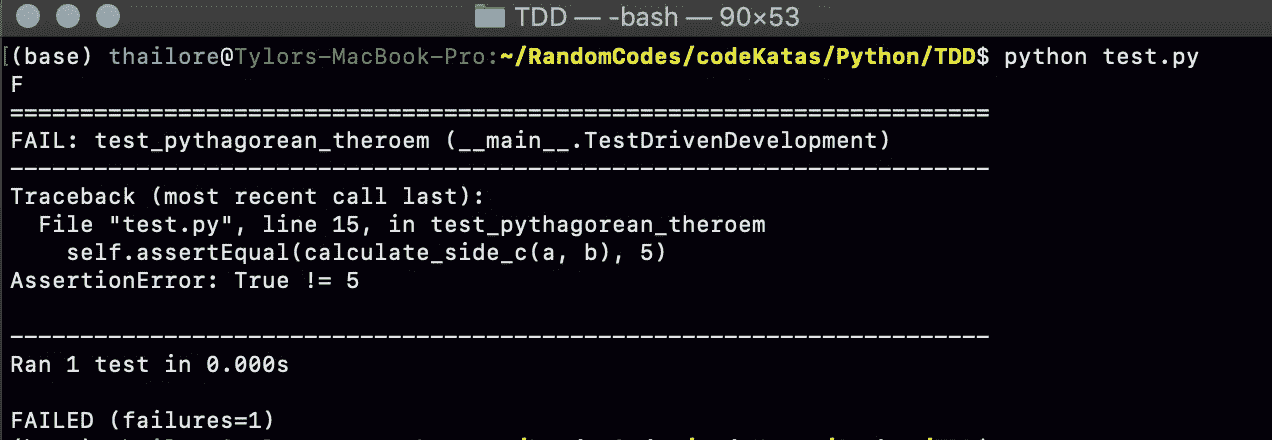 TDD — -bash — 90×53
(base) thailore@Tylors-MacBook-Pro:~/RandomCodes/codeKatas/Python/TDD$ python test.py
F
======================================================================
FAIL: test_pythagorean_theroem (__main__.TestDrivenDevelopment)
----------------------------------------------------------------------
Traceback (most recent call last):
  File "test.py", line 15, in test_pythagorean_theroem
    self.assertEqual(calculate_side_c(a, b), 5)
AssertionError: True != 5
----------------------------------------------------------------------
Ran 1 test in 0.000s
FAILED (failures=1)